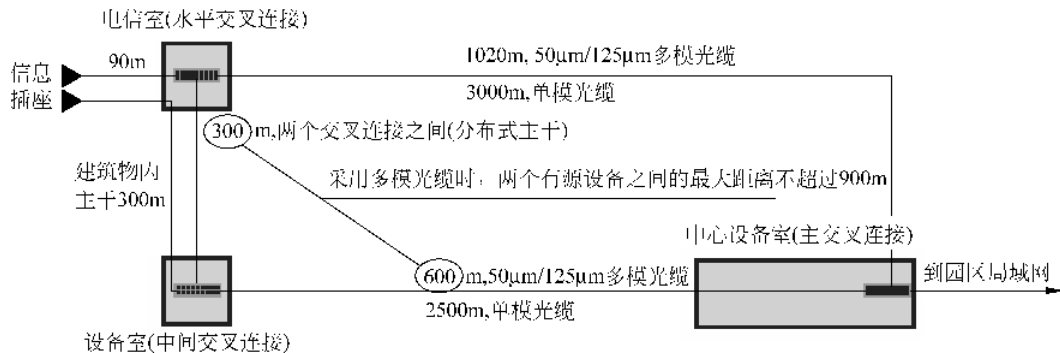 电信室(水平交叉连接)
信息
插座
90m
1020m, 50μm/125μm多模光缆
3000m,单模光缆
300 m,两个交叉连接之间(分布式主干)
建筑物内
主干300m
采用多模光缆时，两个有源设备之间的最大距离不超过900m
中心设备室(主交叉连接)
600 m,50μm/125μm多模光缆
2500m,单模光缆
到园区局域网
设备室(中间交叉连接)